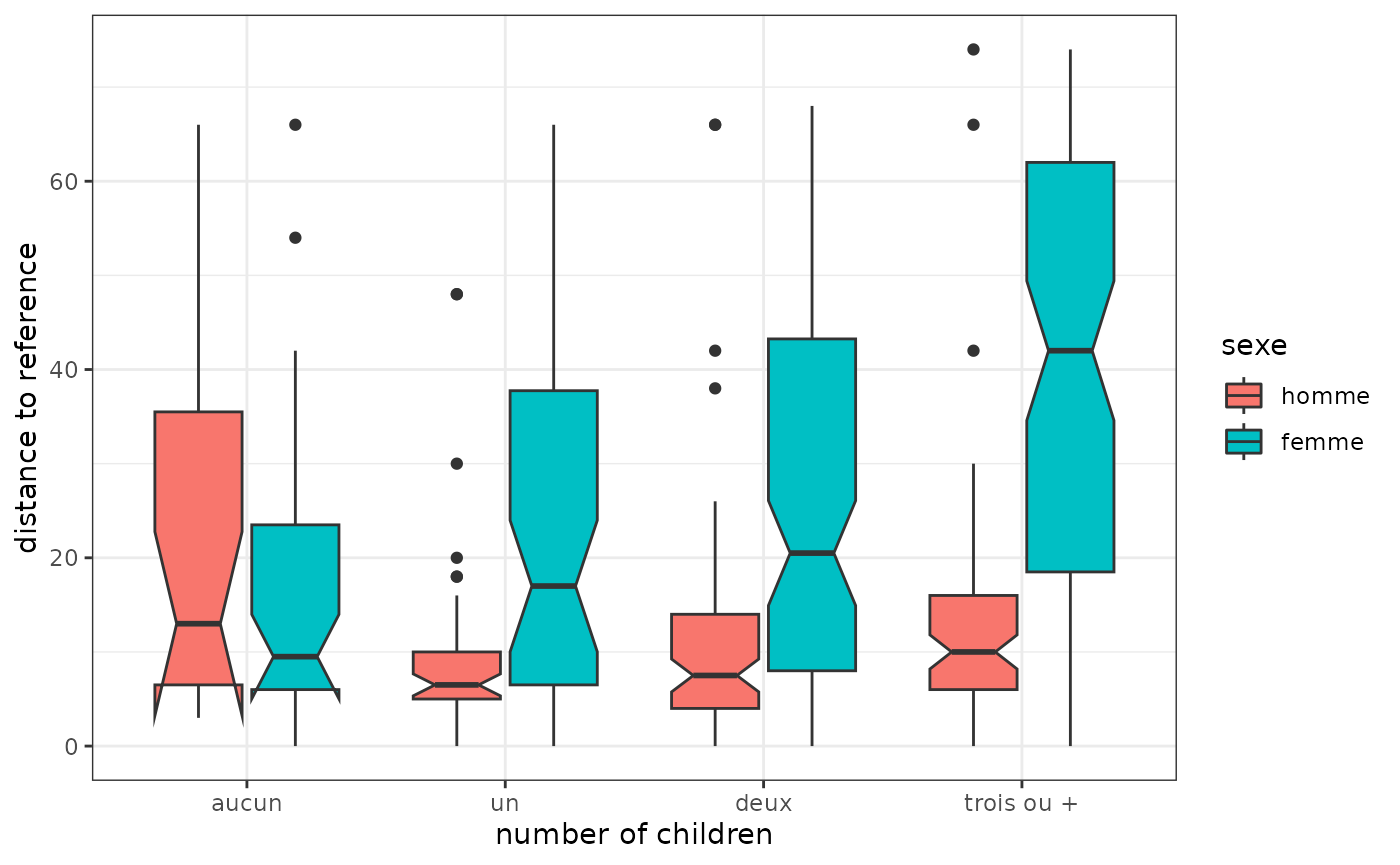 60
40
20
0
distance to reference
aucun
un
deux
trois ou +
number of children
sexe
homme
femme